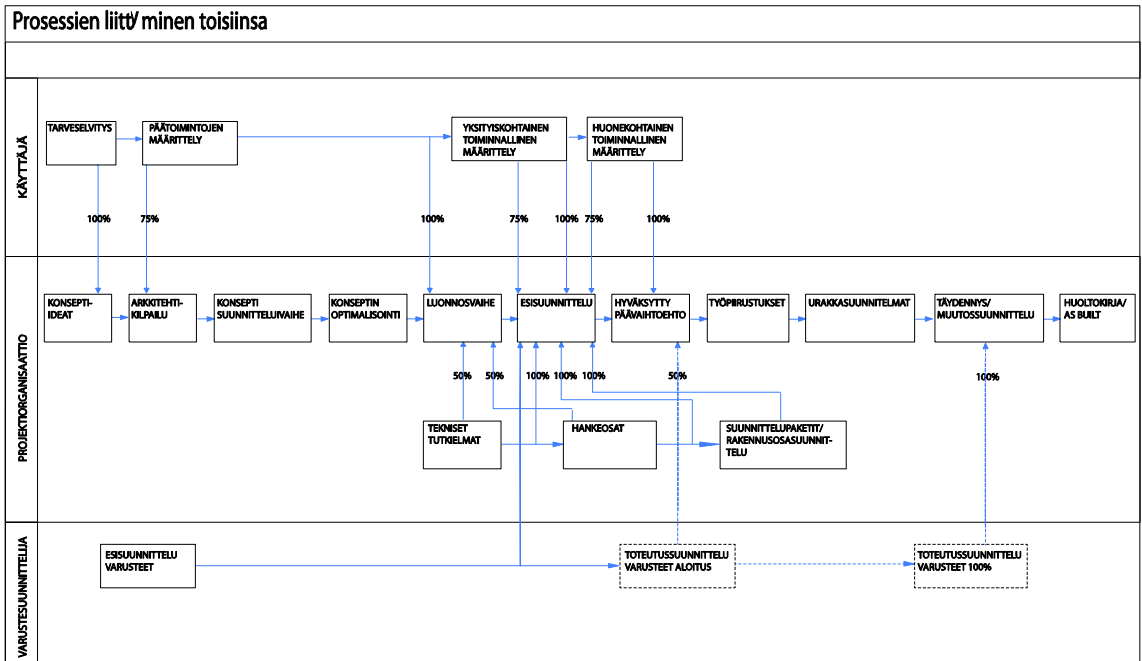 Prosessien liitty minen toisiinsa
KÄYTTÄJÄ
TARVESELVITYS
PÄÄTOIMINTOJEN
MÄÄRITTELY
YKSITYISKOHTAINEN
TOIMINNALLINEN
MÄÄRITTELY
HUONEKOHTAINEN
TOIMINNALLINEN
MÄÄRITTELY
100%
75%
100%
75%
100%
75%
100%
PROJEKTIORGANISAATTIO
KONSEPTI-
IDEAT
ARKKITEHTI-
KILPAILU
KONSEPTI
SUUNNITTELUIVAIHE
KONSEPTIN
OPTIMALISOINTI
LUONNOSVAIHE
ESISUUNNITTELU
HYVÄKSYTTY
PÄÄVAIHTOEHTO
TYÖPIIRUSTUKSET
URAKKASUUNNITELMAT
TÄYDENNYS/
MUUTOSSUUNNITTELU
HUOLTOKIRJA/
AS BUILT
50%
50%
100%
100%
100%
50%
100%
TEKNISET
TUTKIELMAT
HANKEOSAT
SUUNNITTELUPAKETIT/
RAKENNUSOSASUUNNIT-
TELU
VARUSTESUUNNITTELIJA
ESISUUNNITTELU
VARUSTEET
TOTEUTUSSUUNNITTELU
VARUSTEET ALOITUS
TOTEUTUSSUUNNITTELU
VARUSTEET 100%